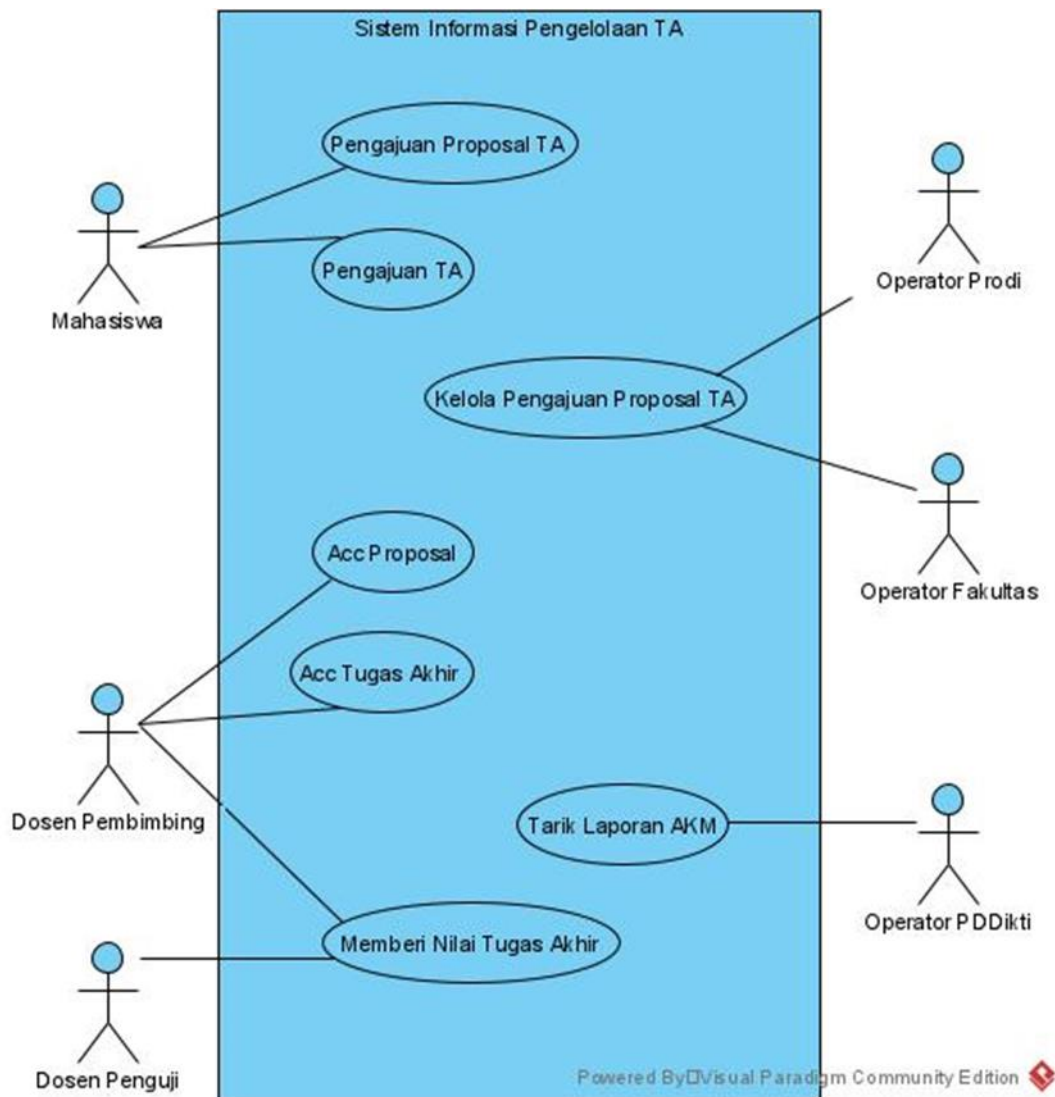 Sistem Informasi Pengelolaan TA
Pengajuan Proposal TA
Mahasiswa
Pengajuan TA
Operator Prodi
Kelola Pengajuan Proposal TA
Operator Fakultas
Acc Proposal
Acc Tugas Akhir
Dosen Pembimbing
Tarik Laporan AKM
Operator PDDikti
Memberi Nilai Tugas Akhir
Dosen Penguji
Powered By□Visual Paradigm Community Edition